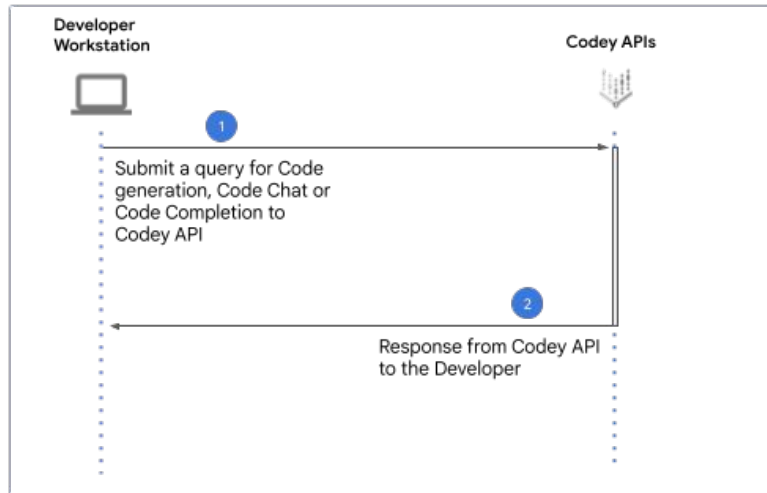 Developer
Workstation
Codey APIs
1
Submit a query for Code
generation, Code Chat or
Code Completion to
Codey API
2
Response from Codey API
to the Developer